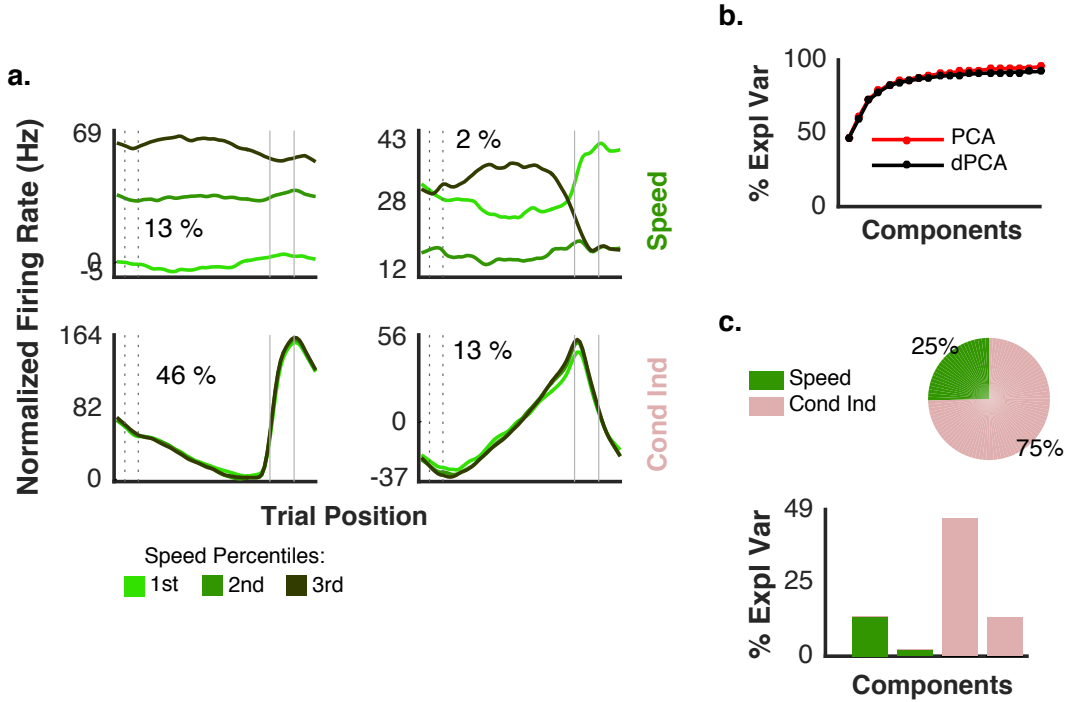 a.
Normalized Firing Rate (Hz)
69
0
-5
13 %
43
28
12
2 %
Speed
164
82
0
46 %
56
0
-37
13 %
Cond Ind
Trial Position
Speed Percentiles:
1st 2nd 3rd
b.
% Expl Var
100
50
0
PCA
dPCA
Components
c.
Speed
Cond Ind
25%
75%
% Expl Var
49
25
0
Components